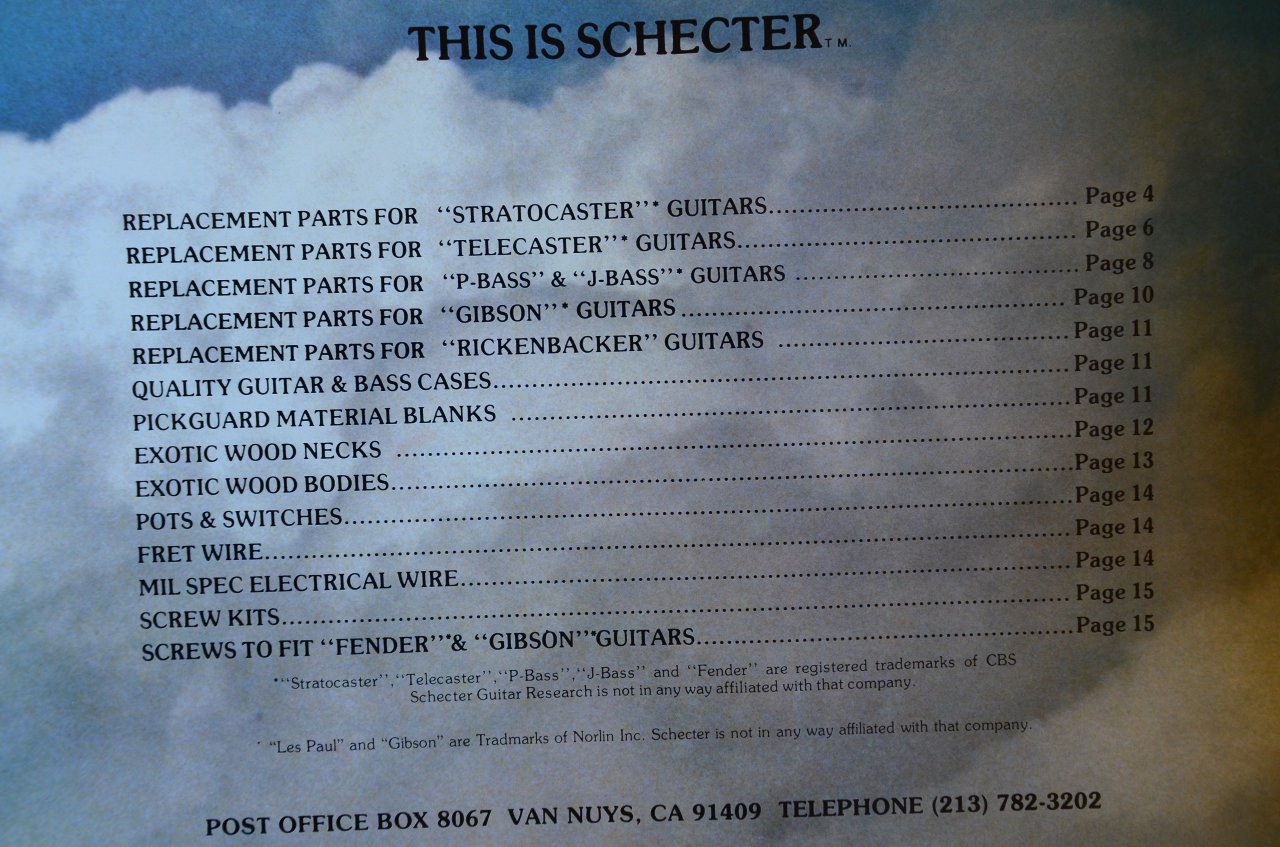 THIS IS SCHECTER T M.
REPLACEMENT PARTS FOR "STRATOCASTER"* GUITARS.................................... Page 4
REPLACEMENT PARTS FOR "TELECASTER"* GUITARS........................................ Page 6
REPLACEMENT PARTS FOR "P-BASS" & "J-BASS"* GUITARS .................................. Page 8
REPLACEMENT PARTS FOR "GIBSON"* GUITARS............................................. Page 10
REPLACEMENT PARTS FOR "RICKENBACKER" GUITARS .................................. Page 11
QUALITY GUITAR & BASS CASES.................................................................... Page 11
PICKGUARD MATERIAL BLANKS ..................................................................Page 11
EXOTIC WOOD NECKS ................................................................................Page 12
EXOTIC WOOD BODIES.................................................................................Page 13
POTS & SWITCHES.......................................................................................Page 14
FRET WIRE..................................................................................................Page 14
MIL SPEC ELECTRICAL WIRE.........................................................................Page 14
SCREW KITS............................................................................................... Page 15
SCREWS TO FIT "FENDER"*& "GIBSON"*GUITARS.............................................Page 15
*"Stratocaster","Telecaster","P-Bass","J-Bass" and "Fender" are registered trademarks of CBS
Schecter Guitar Research is not in any way affiliated with that company.
* "Les Paul" and "Gibson" are Tradmarks of Norlin Inc. Schecter is not in any way affiliated with that company.
POST OFFICE BOX 8067 VAN NUYS, CA 91409 TELEPHONE (213) 782-3202